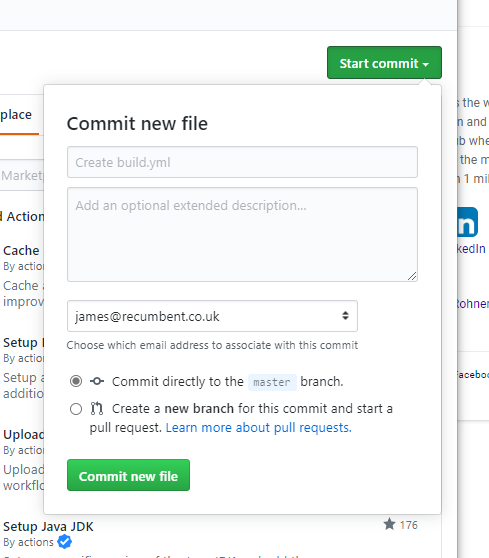 Start commit
place
Commit new file
Create build.yml
Add an optional extended description...
james@recumbent.co.uk
Choose which email address to associate with this commit
Commit directly to the master branch.
Create a new branch for this commit and start a
pull request. Learn more about pull requests.
Commit new file
Marketp
d Action
Cache
By action
Cache a
improv
Setup
By action
Setup a
addition
Upload
By action
Upload
workflo
Setup Java JDK
By actions
176
s the w
n and
ub whe
the m
1 mil
in
kedIn
Rohner
Facebook